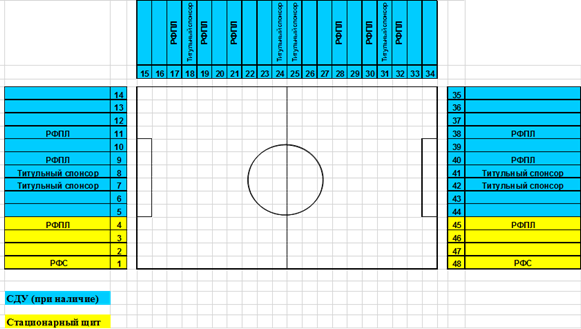 РФПЛ
Титульный спонсор
РФПЛ
РФПЛ
Титульный спонсор
Титульный спонсор
РФПЛ
РФПЛ
Титульный спонсор
РФПЛ
15 16 17 18 19 20 21 22 23 24 25 26 27 28 29 30 31 32 33 34
14 35
13 36
12 37
РФПЛ 11 38 РФПЛ
10 39
РФПЛ 9 40 РФПЛ
Титульный спонсор 8 41 Титульный спонсор
Титульный спонсор 7 42 Титульный спонсор
6 43
5 44
РФПЛ 4 45 РФПЛ
3 46
2 47
РФС 1 48 РФС
СДУ (при наличие)
Стационарный щит